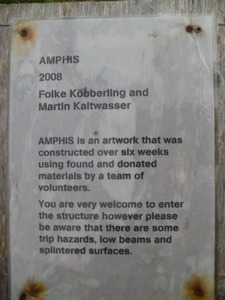 AMPHIS
2008
Folke Köbberling and
Martin Kaltwasser
AMPHIS is an artwork that was
constructed over six weeks
using found and donated
materials by a team of
volunteers.
You are very welcome to enter
the structure however please
be aware that there are some
trip hazards, low beams and
splintered surfaces.